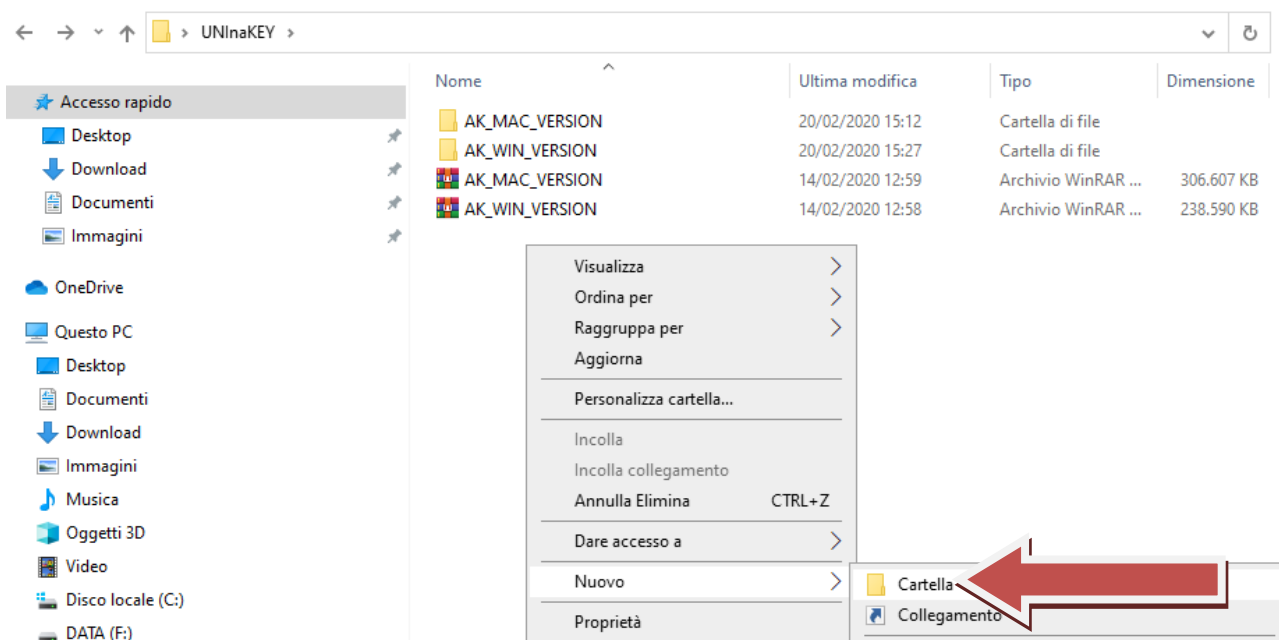 UNInaKEY
Nome Ultima modifica Tipo Dimensione
Accesso rapido
Desktop
Download
Documenti
Immagini
OneDrive
Questo PC
Desktop
Documenti
Download
Immagini
Musica
Oggetti 3D
Video
Disco locale (C:)
DATA (F:)
AK_MAC_VERSION 20/02/2020 15:12 Cartella di file
AK_WIN_VERSION 20/02/2020 15:27 Cartella di file
AK_MAC_VERSION 14/02/2020 12:59 Archivio WinRAR ... 306.607 KB
AK_WIN_VERSION 14/02/2020 12:58 Archivio WinRAR ... 238.590 KB
Visualizza
Ordina per
Raggruppa per
Aggiorna
Personalizza cartella...
Incolla
Incolla collegamento
Annulla Elimina CTRL+Z
Dare accesso a
Nuovo
Proprietà
Cartella
Collegamento